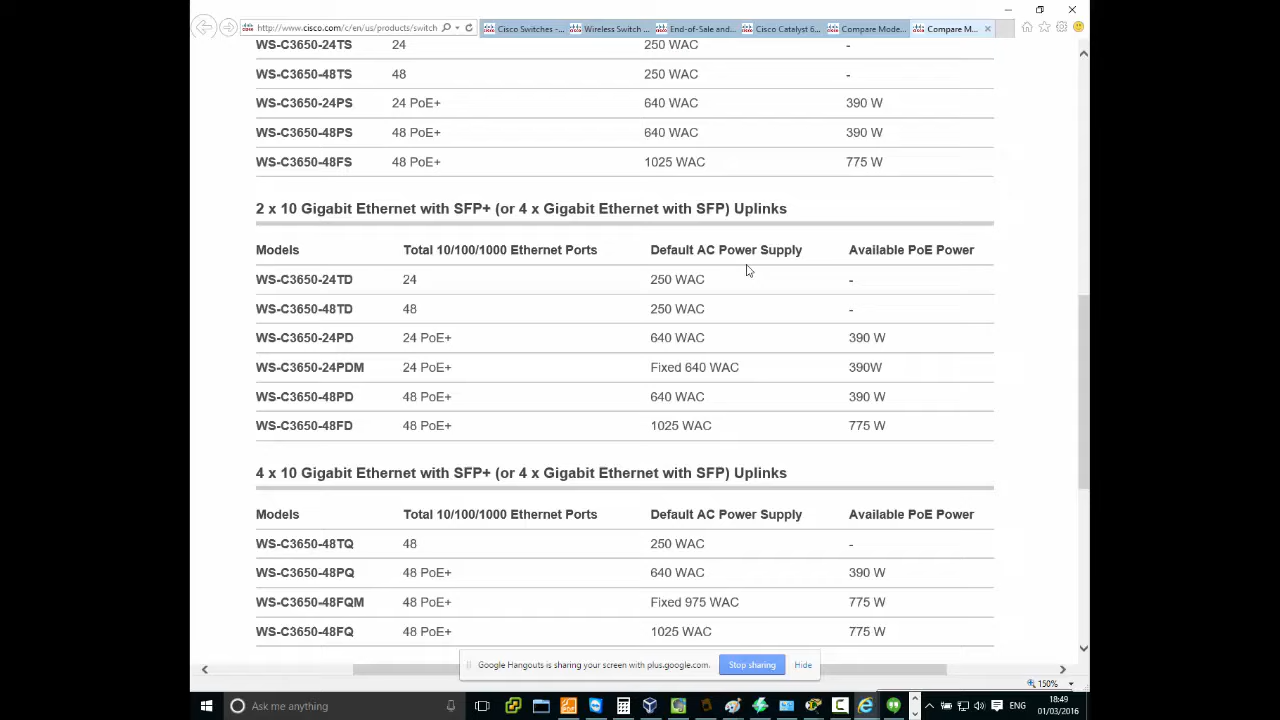 http://www.cisco.com/c/en/us/products/switch
Cisco Switches -...
Wireless Switch ...
End-of-Sale and...
Cisco Catalyst 6...
Compare Mode...
Compare M...
WS-C3650-24TS 24 250 WAC -
WS-C3650-48TS 48 250 WAC -
WS-C3650-24PS 24 PoE+ 640 WAC 390 W
WS-C3650-48PS 48 PoE+ 640 WAC 390 W
WS-C3650-48FS 48 PoE+ 1025 WAC 775 W
2 x 10 Gigabit Ethernet with SFP+ (or 4 x Gigabit Ethernet with SFP) Uplinks
Models Total 10/100/1000 Ethernet Ports Default AC Power Supply Available PoE Power
WS-C3650-24TD 24 250 WAC -
WS-C3650-48TD 48 250 WAC -
WS-C3650-24PD 24 PoE+ 640 WAC 390 W
WS-C3650-24PDM 24 PoE+ Fixed 640 WAC 390W
WS-C3650-48PD 48 PoE+ 640 WAC 390 W
WS-C3650-48FD 48 PoE+ 1025 WAC 775 W
4 x 10 Gigabit Ethernet with SFP+ (or 4 x Gigabit Ethernet with SFP) Uplinks
Models Total 10/100/1000 Ethernet Ports Default AC Power Supply Available PoE Power
WS-C3650-48TQ 48 250 WAC -
WS-C3650-48PQ 48 PoE+ 640 WAC 390 W
WS-C3650-48FQM 48 PoE+ Fixed 975 WAC 775 W
WS-C3650-48FQ 48 PoE+ 1025 WAC 775 W
Google Hangouts is sharing your screen with plus.google.com. Stop sharing Hide
150%
Ask me anything
ENG
18:49
01/03/2016